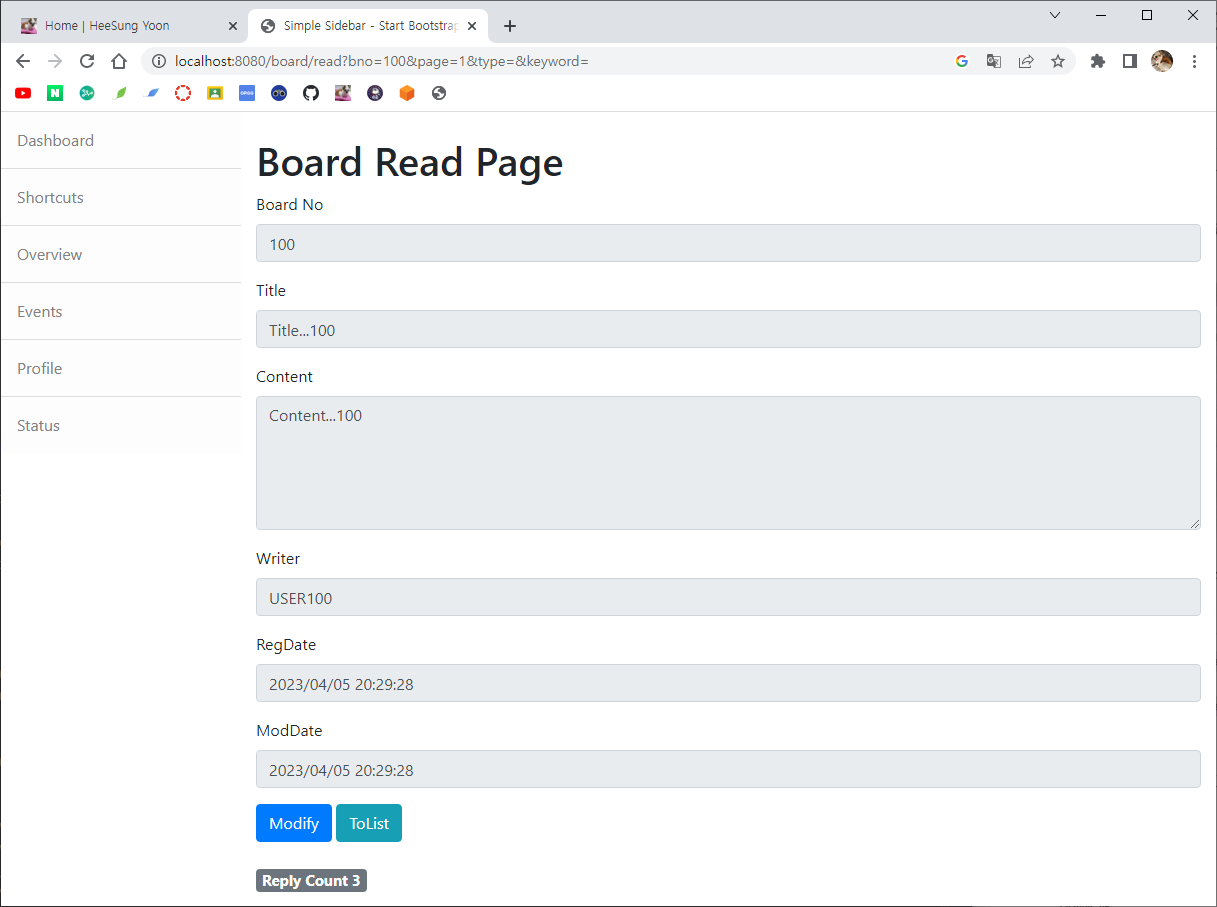 Home | HeeSung Yoon
Simple Sidebar - Start Bootstrap
localhost:8080/board/read?bno=100&page=1&type=&keyword=
Dashboard
Shortcuts
Overview
Events
Profile
Status
Board Read Page
Board No
100
Title
Title...100
Content
Content...100
Writer
USER100
RegDate
2023/04/05 20:29:28
ModDate
2023/04/05 20:29:28
Modify ToList
Reply Count 3